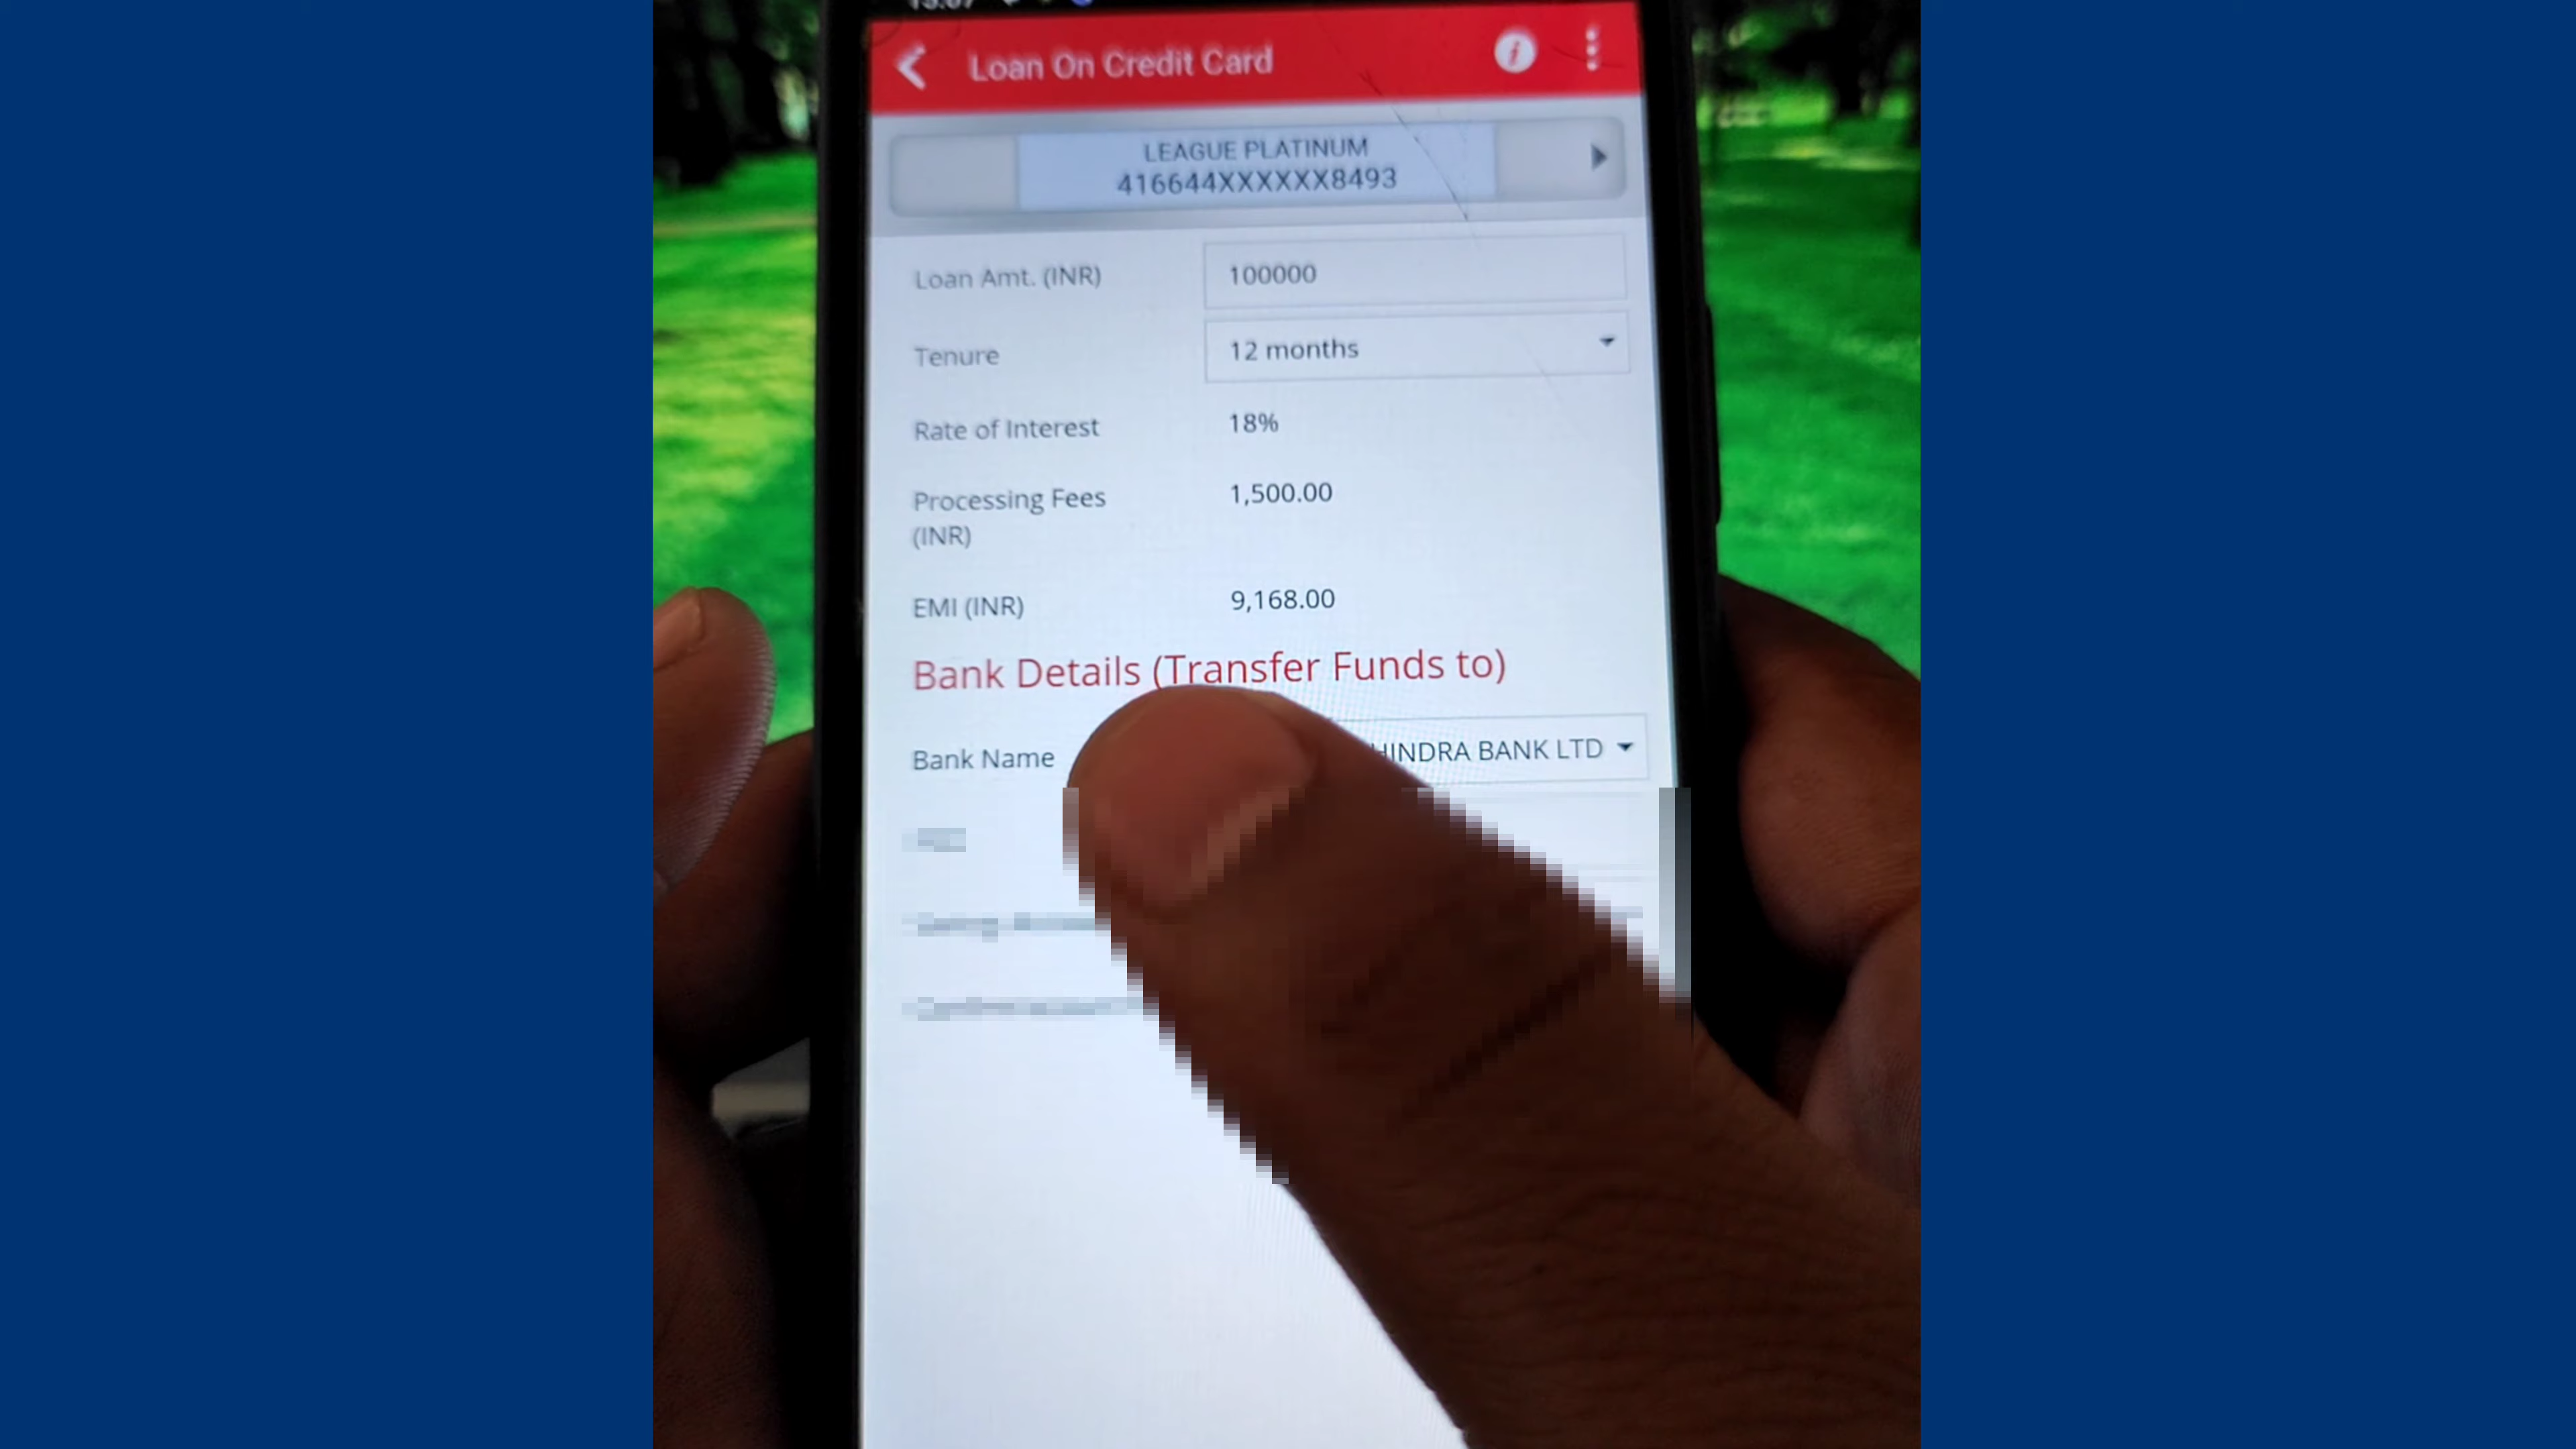 Loan On Credit Card
LEAGUE PLATINUM
416644XXXXXX8493
Loan Amt. (INR) 100000
Tenure 12 months
Rate of Interest 18%
Processing Fees 1,500.00
(INR)
EMI (INR) 9,168.00
Bank Details (Transfer Funds to)
Bank Name BANK LTD